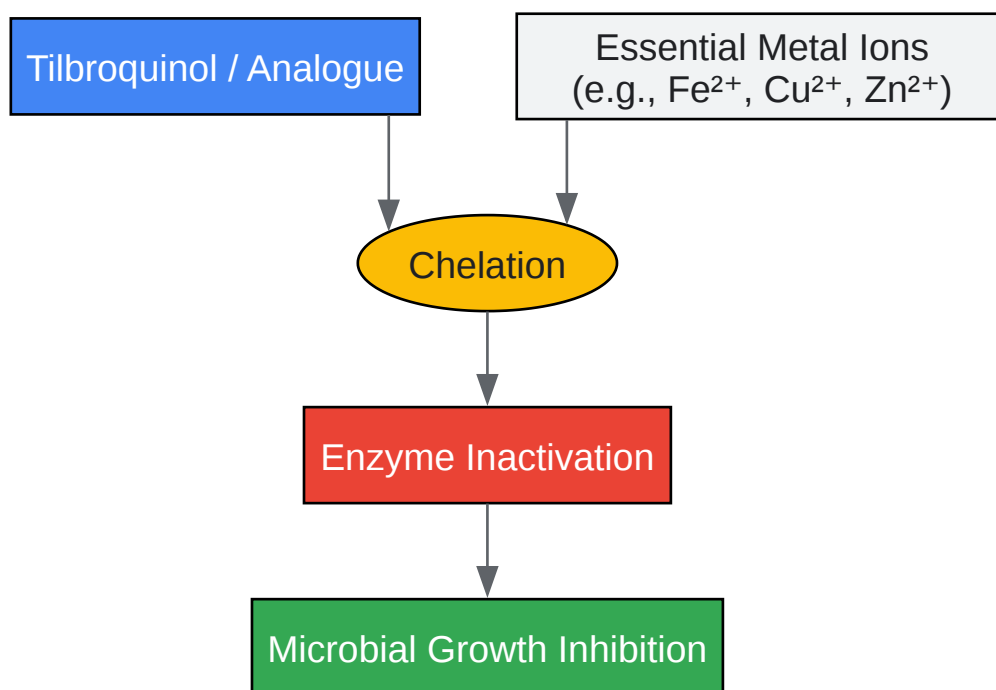 Tilbroquinol / Analogue
Essential Metal Ions
(e.g., Fe²⁺, Cu²⁺, Zn²⁺)
Chelation
Enzyme Inactivation
Microbial Growth Inhibition